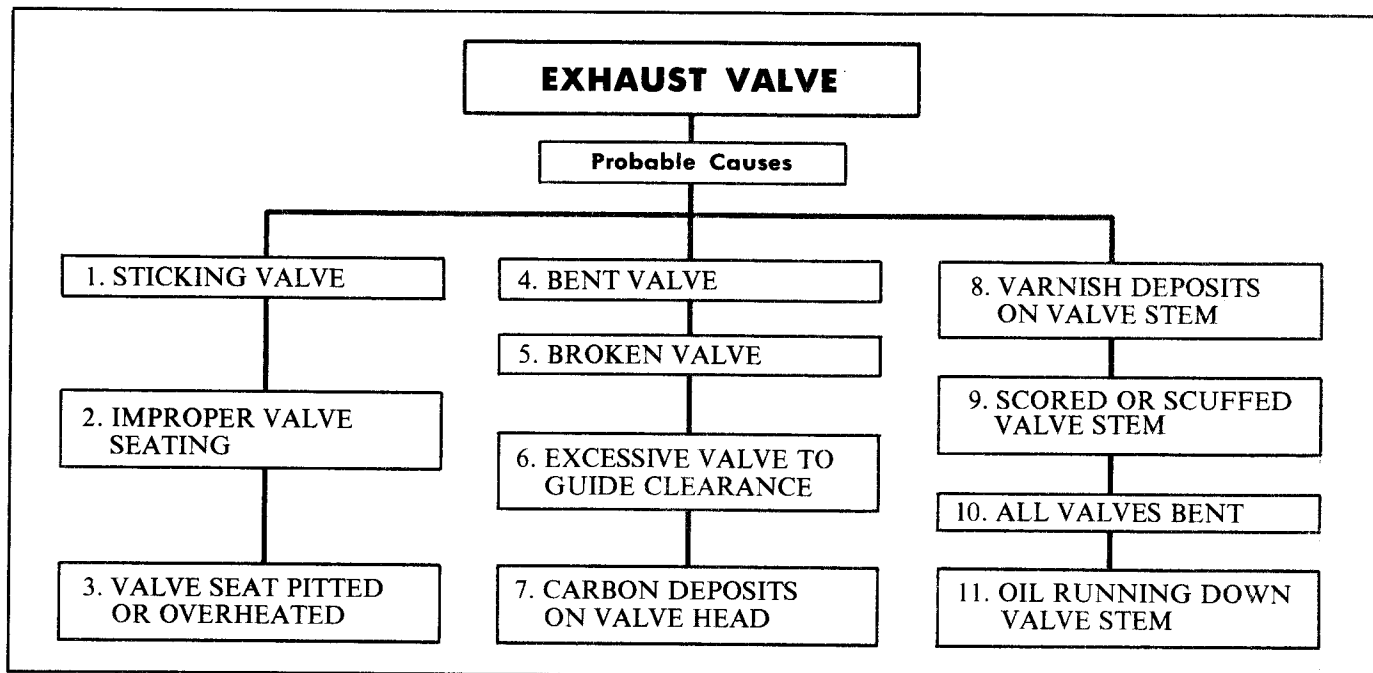 EXHAUST VALVE
Probable Causes
1. STICKING VALVE
2. IMPROPER VALVE
SEATING
3. VALVE SEAT PITTED
OR OVERHEATED
4. BENT VALVE
5. BROKEN VALVE
6. EXCESSIVE VALVE TO
GUIDE CLEARANCE
7. CARBON DEPOSITS
ON VALVE HEAD
8. VARNISH DEPOSITS
ON VALVE STEM
9. SCORED OR SCUFFED
VALVE STEM
10. ALL VALVES BENT
11. OIL RUNNING DOWN
VALVE STEM